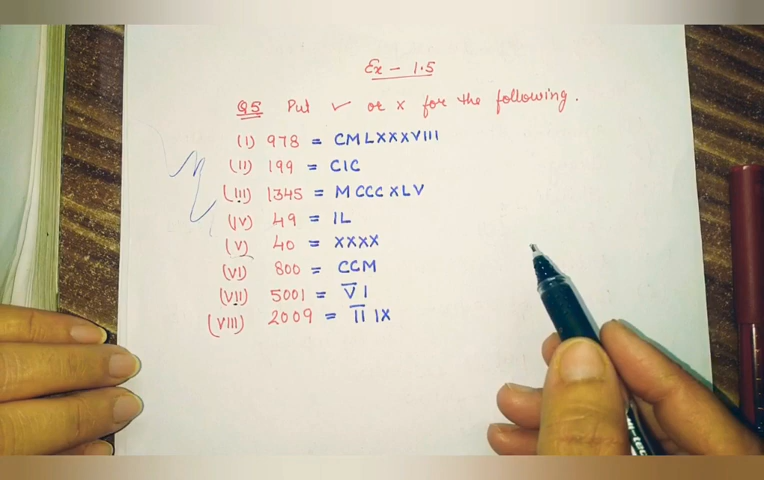 Ex - 1.5
Q5 Put ✓ or x for the following.
(I) 978 = CMLXXXVIII
(II) 199 = CIC
(III) 1345 = MCCCXLV
(IV) 49 = IL
(V) 40 = XXXX
(VI) 800 = CCM
(VII) 5001 = V̅I
(VIII) 2009 = I̅I̅IX